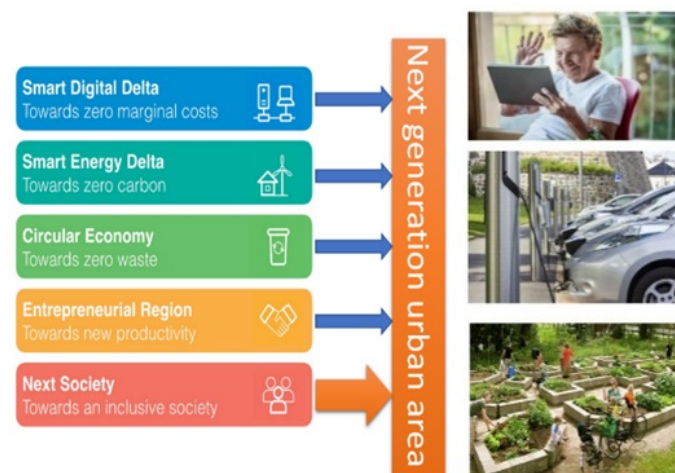 Smart Digital Delta
Towards zero marginal costs
Smart Energy Delta
Towards zero carbon
Circular Economy
Towards zero waste
Entrepreneurial Region
Towards new productivity
Next Society
Towards an inclusive society
Next generation urban area